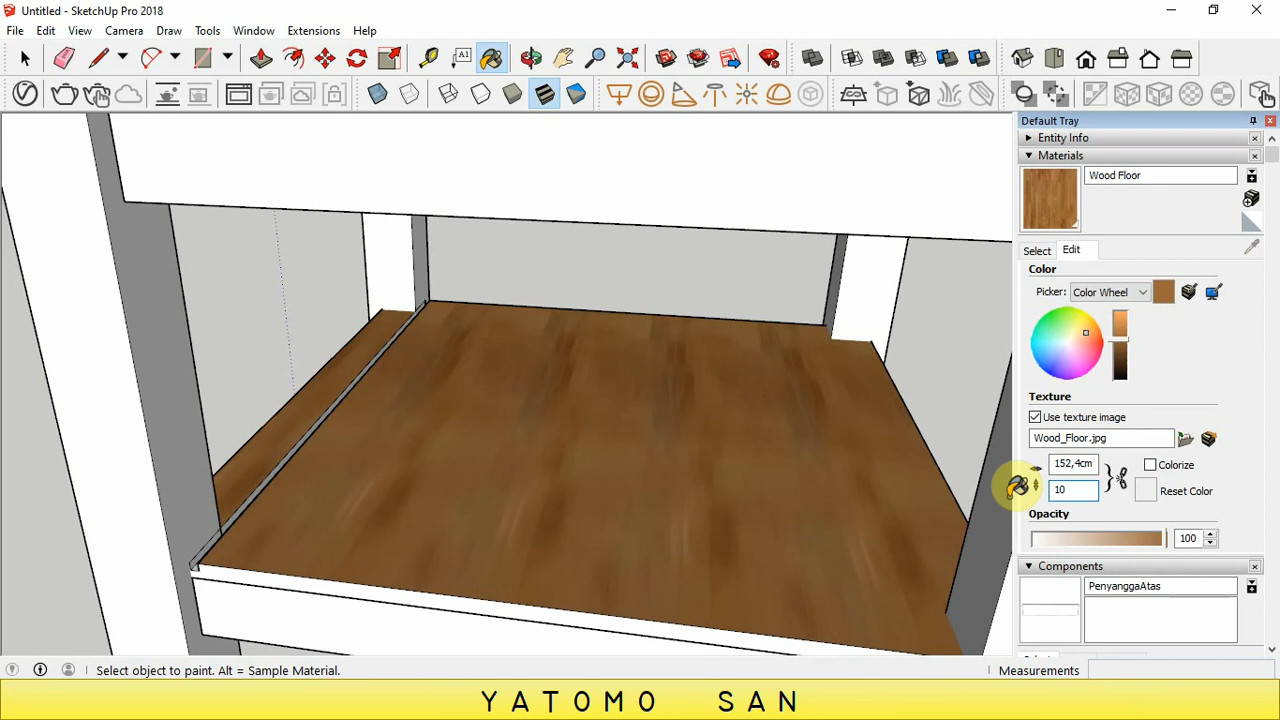 Untitled - SketchUp Pro 2018
File Edit View Camera Draw Tools Window Extensions Help
A1
Default Tray
Entity Info
Materials
Wood Floor
Select Edit
Color
Picker: Color Wheel
Texture
Use texture image
Wood_Floor.jpg
152,4cm Colorize
10 Reset Color
Opacity
100
Components
PenyanggaAtas
Select object to paint. Alt = Sample Material. Measurements
YATOMO SAN